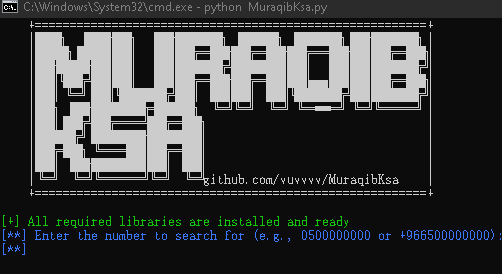 C:\Windows\System32\cmd.exe - python MuraqibKsa.py
MURAQIB
KSA
github.com/vuvvvv/MuraqibKsa
[+] All required libraries are installed and ready
[**] Enter the number to search for (e.g., 0500000000 or +966500000000):
[**]